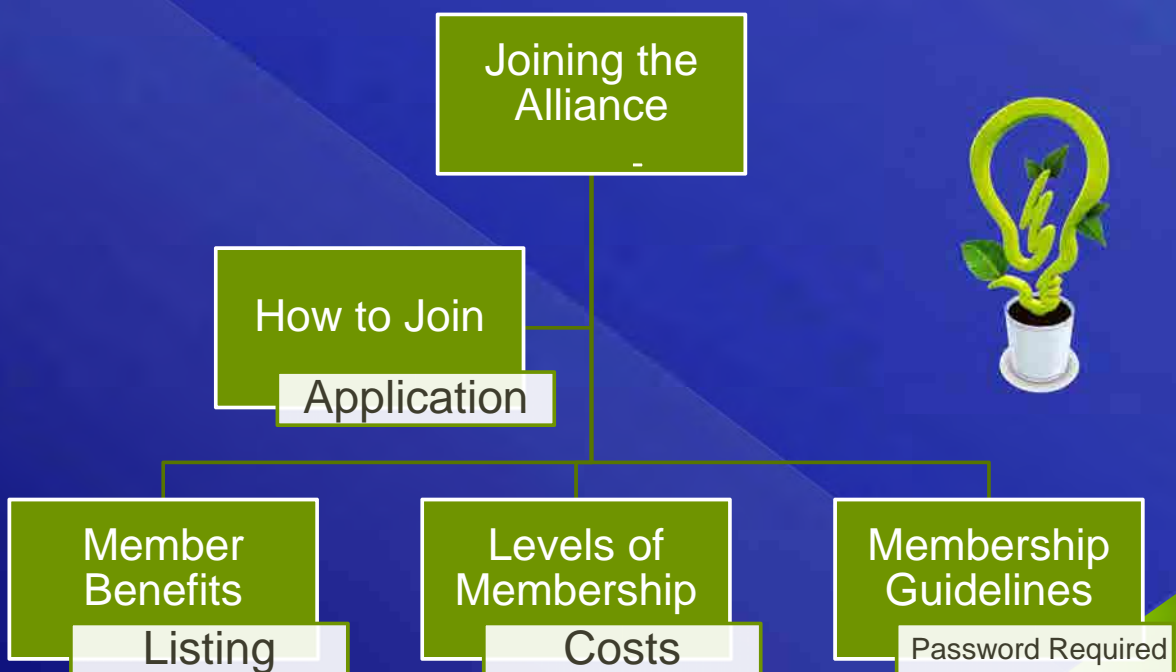 Joining the
Alliance
-
How to Join
Application
Member
Benefits
Listing
Levels of
Membership
Costs
Membership
Guidelines
Password Required